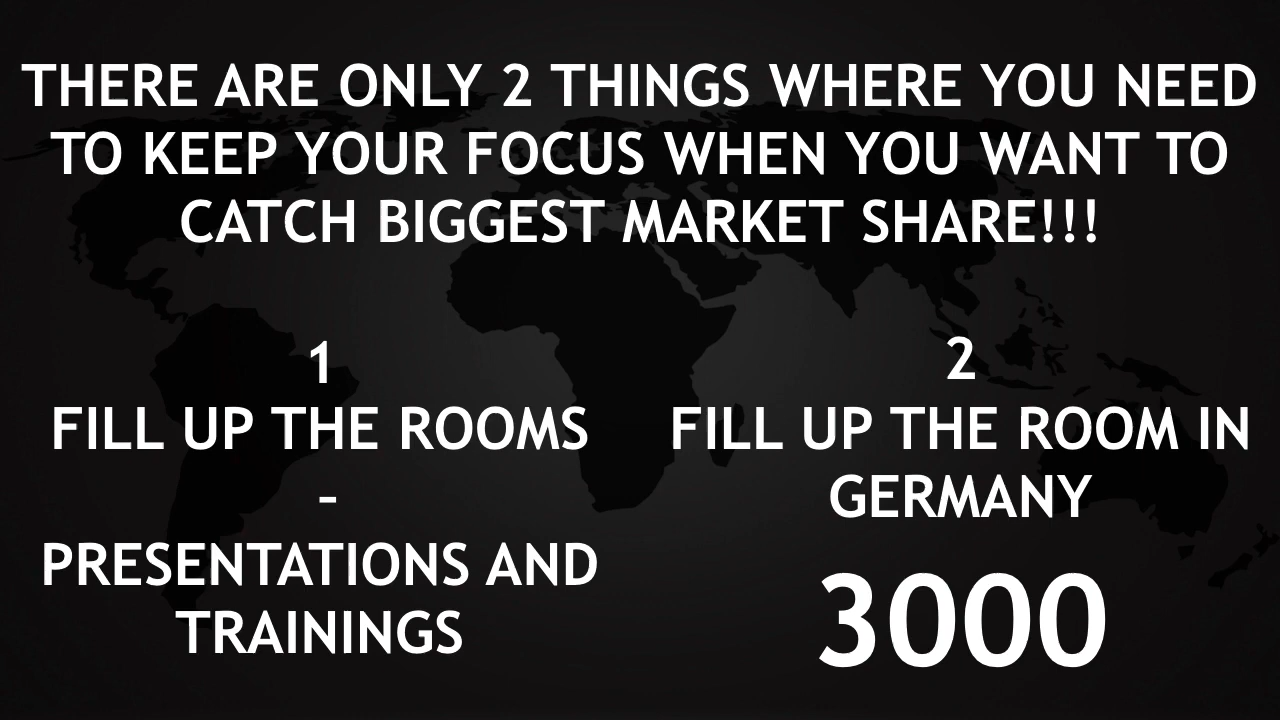 THERE ARE ONLY 2 THINGS WHERE YOU NEED
TO KEEP YOUR FOCUS WHEN YOU WANT TO
CATCH BIGGEST MARKET SHARE!!!
1
FILL UP THE ROOMS
-
PRESENTATIONS AND
TRAININGS
2
FILL UP THE ROOM IN
GERMANY
3000